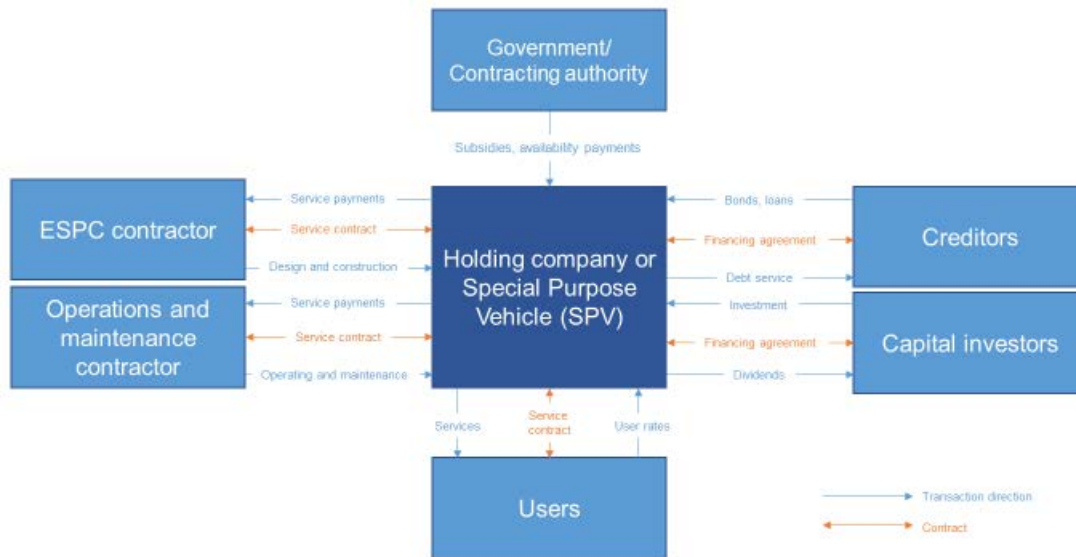 Government/
Contracting authority
Subsidies, availability payments
Service payments
ESPC contractor
Service contract
Design and construction
Service payments
Operations and
maintenance
contractor
Service contract
Operating and maintenance
Holding company or
Special Purpose
Vehicle (SPV)
Bonds, loans
Financing agreement
Creditors
Debt service
Investment
Financing agreement
Capital investors
Dividends
Services
Service
contract
User rates
Users
Transaction direction
Contract